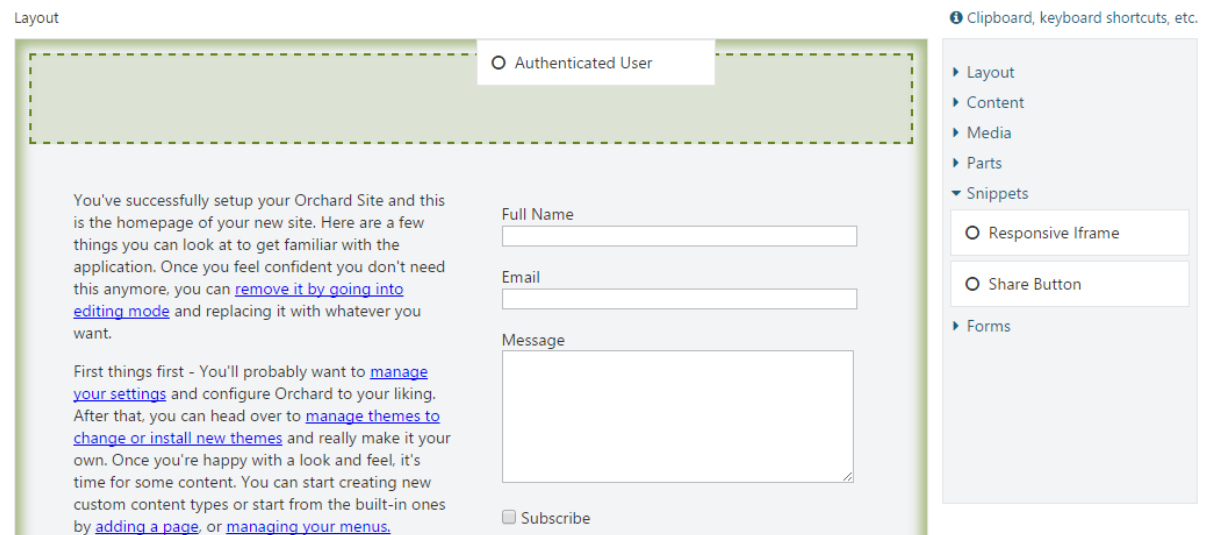 Layout
Clipboard, keyboard shortcuts, etc.
Authenticated User
You've successfully setup your Orchard Site and this
is the homepage of your new site. Here are a few
things you can look at to get familiar with the
application. Once you feel confident you don't need
this anymore, you can remove it by going into
editing mode and replacing it with whatever you
want.
First things first - You'll probably want to manage
your settings and configure Orchard to your liking.
After that, you can head over to manage themes to
change or install new themes and really make it your
own. Once you're happy with a look and feel, it's
time for some content. You can start creating new
custom content types or start from the built-in ones
by adding a page, or managing your menus.
Full Name
Email
Message
Subscribe
Layout
Content
Media
Parts
Snippets
Responsive Iframe
Share Button
Forms